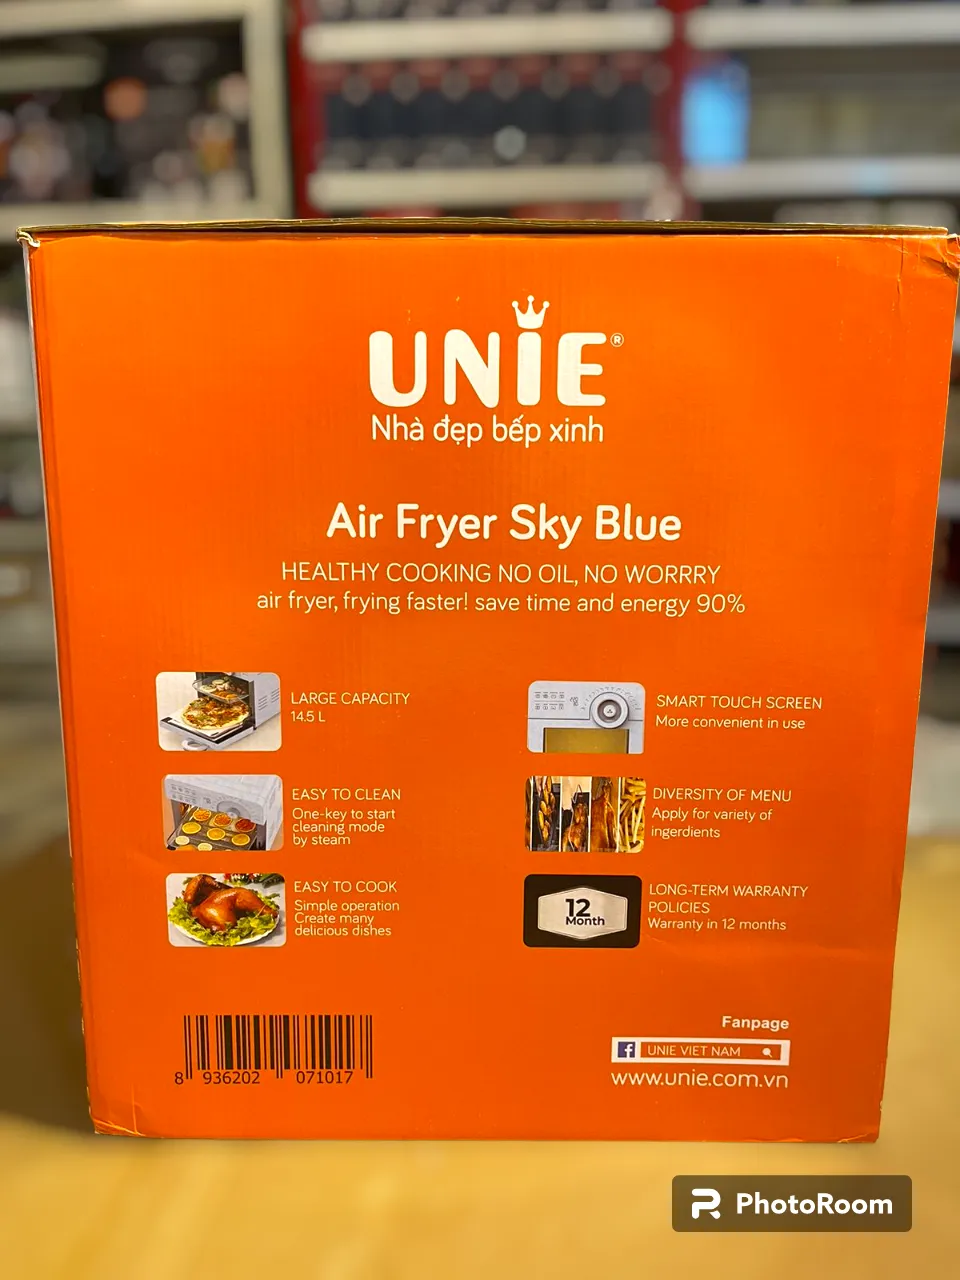 UNIE®
Nhà đẹp bếp xinh
Air Fryer Sky Blue
HEALTHY COOKING NO OIL, NO WORRRY
air fryer, frying faster! save time and energy 90%
LARGE CAPACITY
14.5 L
EASY TO CLEAN
One-key to start
cleaning mode
by steam
EASY TO COOK
Simple operation
Create many
delicious dishes
SMART TOUCH SCREEN
More convenient in use
DIVERSITY OF MENU
Apply for variety of
ingerdients
12
Month
LONG-TERM WARRANTY
POLICIES
Warranty in 12 months
8 936202 071017
Fanpage
UNIE VIET NAM
www.unie.com.vn
PhotoRoom